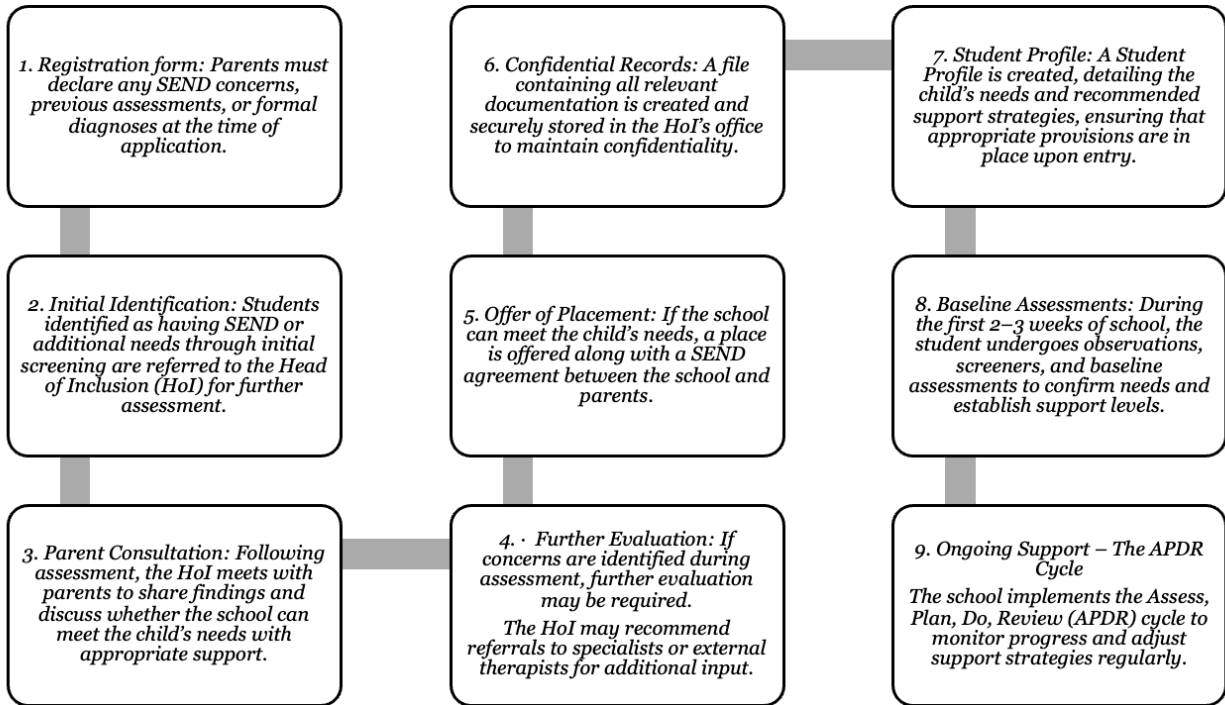 1. Registration form: Parents must
declare any SEND concerns,
previous assessments, or formal
diagnoses at the time of
application.
2. Initial Identification: Students
identified as having SEND or
additional needs through initial
screening are referred to the Head
of Inclusion (HoI) for further
assessment.
3. Parent Consultation: Following
assessment, the HoI meets with
parents to share findings and
discuss whether the school can
meet the child’s needs with
appropriate support.
4. · Further Evaluation: If
concerns are identified during
assessment, further evaluation
may be required.
The HoI may recommend
referrals to specialists or external
therapists for additional input.
5. Offer of Placement: If the school
can meet the child’s needs, a place
is offered along with a SEND
agreement between the school and
parents.
6. Confidential Records: A file
containing all relevant
documentation is created and
securely stored in the HoI’s office
to maintain confidentiality.
7. Student Profile: A Student
Profile is created, detailing the
child’s needs and recommended
support strategies, ensuring that
appropriate provisions are in
place upon entry.
8. Baseline Assessments: During
the first 2–3 weeks of school, the
student undergoes observations,
screeners, and baseline
assessments to confirm needs and
establish support levels.
9. Ongoing Support – The APDR
Cycle
The school implements the Assess,
Plan, Do, Review (APDR) cycle to
monitor progress and adjust
support strategies regularly.